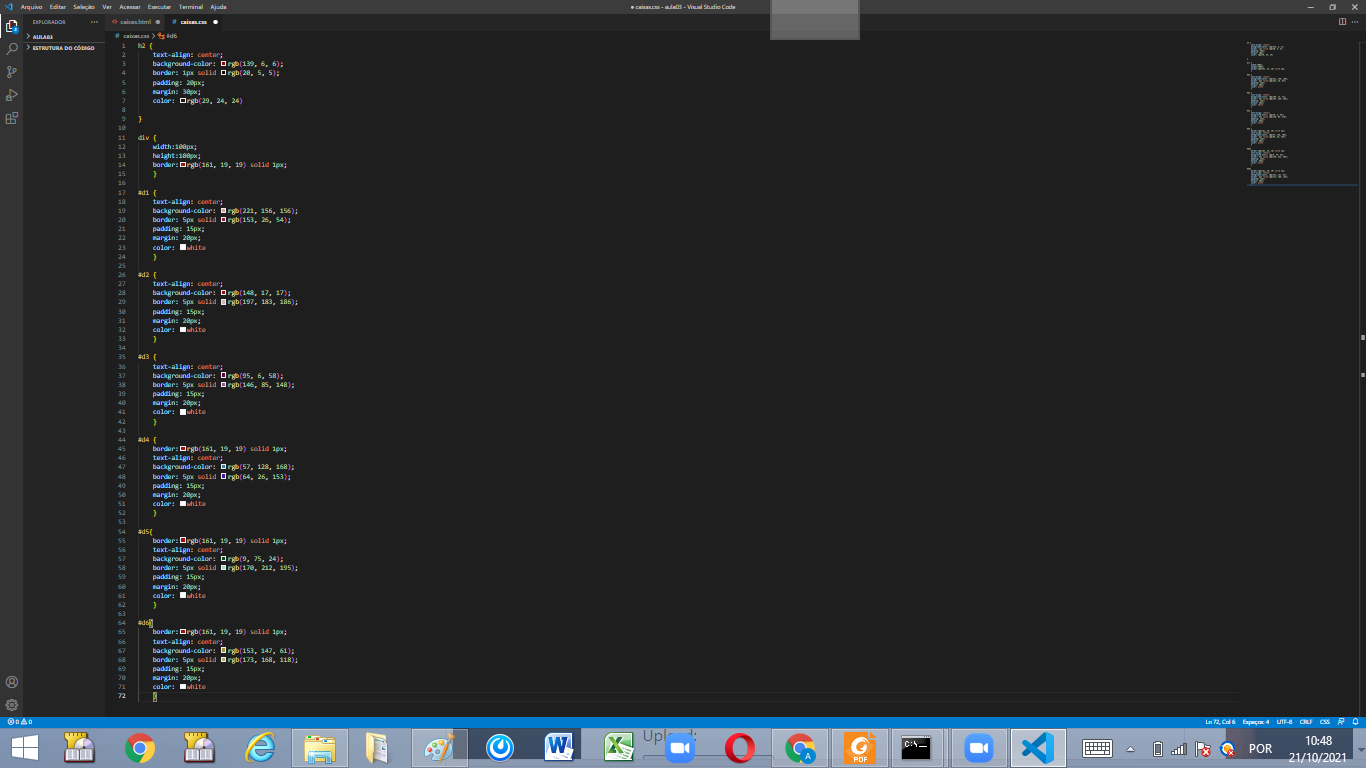 Arquivo Editar Seleção Ver Acessar Executar Terminal Ajuda
● caixas.css - aula03 - Visual Studio Code
EXPLORADOR ···
caixas.html ●
caixas.css ●
AULA03
ESTRUTURA DO CÓDIGO
# caixas.css > #d6
1 h2 {
2 text-align: center;
3 background-color: rgb(139, 6, 6);
4 border: 1px solid rgb(20, 5, 5);
5 padding: 20px;
6 margin: 30px;
7 color: rgb(29, 24, 24)
8
9 }
10
11 div {
12 width:100px;
13 height:100px;
14 border: rgb(161, 19, 19) solid 1px;
15 }
16
17 #d1 {
18 text-align: center;
19 background-color: rgb(221, 156, 156);
20 border: 5px solid rgb(153, 26, 54);
21 padding: 15px;
22 margin: 20px;
23 color: white
24 }
25
26 #d2 {
27 text-align: center;
28 background-color: rgb(148, 17, 17);
29 border: 5px solid rgb(197, 183, 186);
30 padding: 15px;
31 margin: 20px;
32 color: white
33 }
34
35 #d3 {
36 text-align: center;
37 background-color: rgb(95, 6, 58);
38 border: 5px solid rgb(146, 85, 148);
39 padding: 15px;
40 margin: 20px;
41 color: white
42 }
43
44 #d4 {
45 border: rgb(161, 19, 19) solid 1px;
46 text-align: center;
47 background-color: rgb(57, 128, 168);
48 border: 5px solid rgb(64, 26, 153);
49 padding: 15px;
50 margin: 20px;
51 color: white
52 }
53
54 #d5{
55 border: rgb(161, 19, 19) solid 1px;
56 text-align: center;
57 background-color: rgb(9, 75, 24);
58 border: 5px solid rgb(170, 212, 195);
59 padding: 15px;
60 margin: 20px;
61 color: white
62 }
63
64 #d6{
65 border: rgb(161, 19, 19) solid 1px;
66 text-align: center;
67 background-color: rgb(153, 147, 61);
68 border: 5px solid rgb(173, 168, 118);
69 padding: 15px;
70 margin: 20px;
71 color: white
72 }
0 0
Ln 72, Col 6 Espaços: 4 UTF-8 CRLF CSS
Upload:
PDF
C:\_
A
POR
10:48
21/10/2021